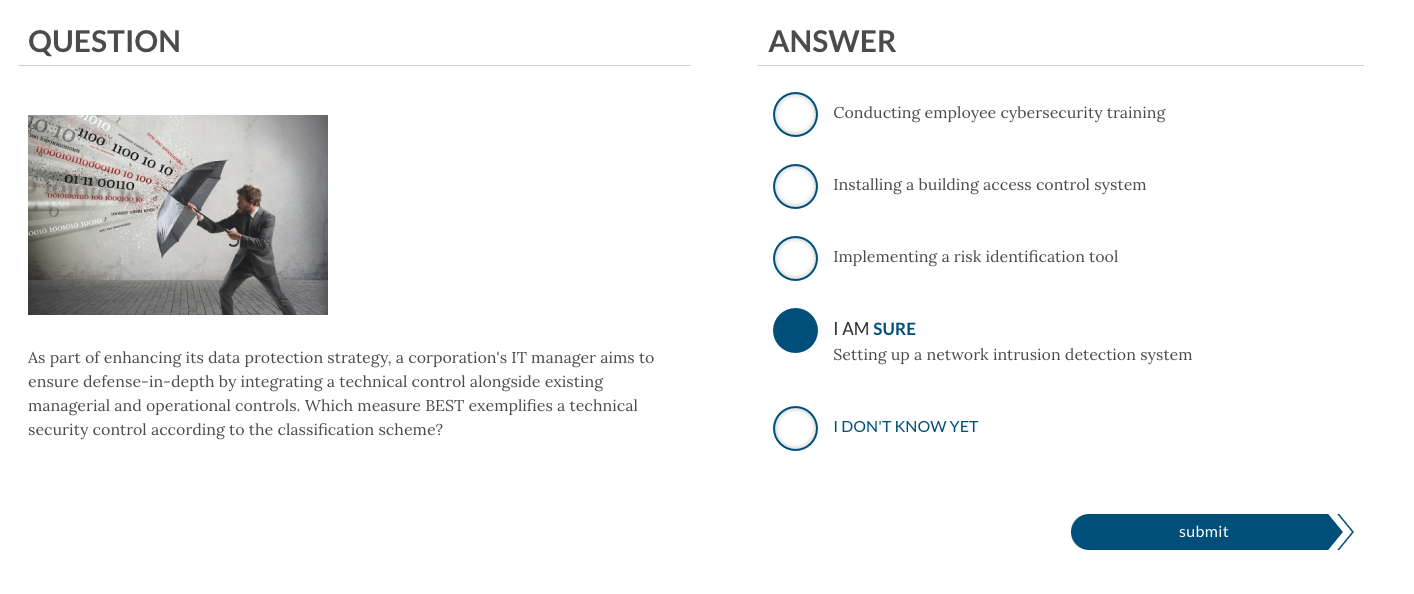 QUESTION
As part of enhancing its data protection strategy, a corporation's IT manager aims to
ensure defense-in-depth by integrating a technical control alongside existing
managerial and operational controls. Which measure BEST exemplifies a technical
security control according to the classification scheme?
ANSWER
Conducting employee cybersecurity training
Installing a building access control system
Implementing a risk identification tool
I AM SURE
Setting up a network intrusion detection system
I DON'T KNOW YET
submit